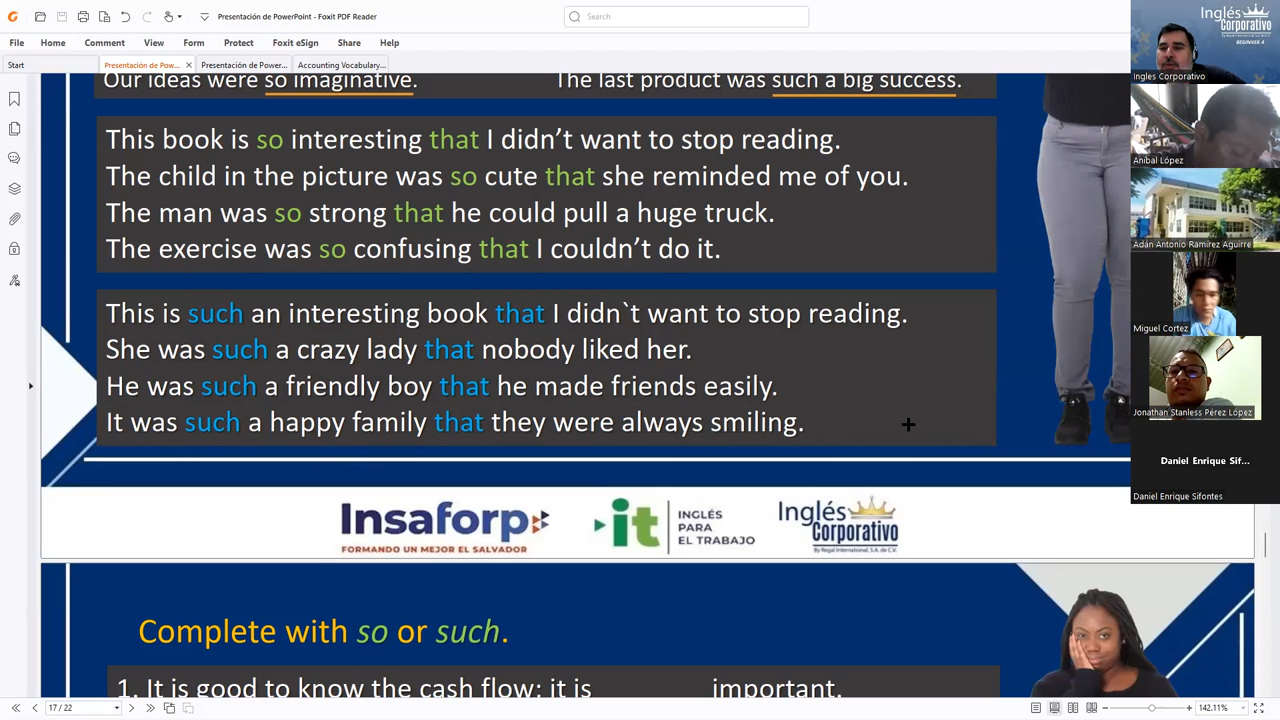 Presentación de PowerPoint - Foxit PDF Reader
Search
File Home Comment View Form Protect Foxit eSign Share Help
Start Presentación de Pow... Presentación de Power... Accounting Vocabulary...
Our ideas were so imaginative. The last product was such a big success.
This book is so interesting that I didn’t want to stop reading.
The child in the picture was so cute that she reminded me of you.
The man was so strong that he could pull a huge truck.
The exercise was so confusing that I couldn’t do it.
This is such an interesting book that I didn`t want to stop reading.
She was such a crazy lady that nobody liked her.
He was such a friendly boy that he made friends easily.
It was such a happy family that they were always smiling.
Insaforp
FORMANDO UN MEJOR EL SALVADOR
it
INGLÉS
PARA
EL TRABAJO
Inglés
Corporativo
By Regal International, S.A. de C.V.
Complete with so or such.
1. It is good to know the cash flow; it is important.
17 / 22
142.11%
Inglés
Corporativo
BEGINNER 4
Ingles Corporativo
Anibal López
Adán Antonio Ramírez Aguirre
Miguel Cortez
Jonathan Stanless Pérez López
Daniel Enrique Sif...
Daniel Enrique Sifontes